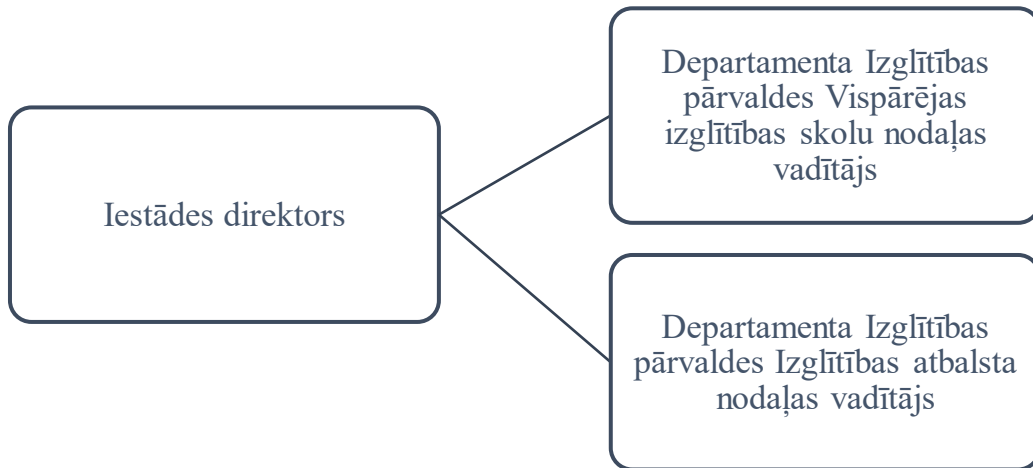 Iestādes direktors
Departamenta Izglītības
pārvaldes Vispārējas
izglītības skolu nodaļas
vadītājs
Departamenta Izglītības
pārvaldes Izglītības atbalsta
nodaļas vadītājs